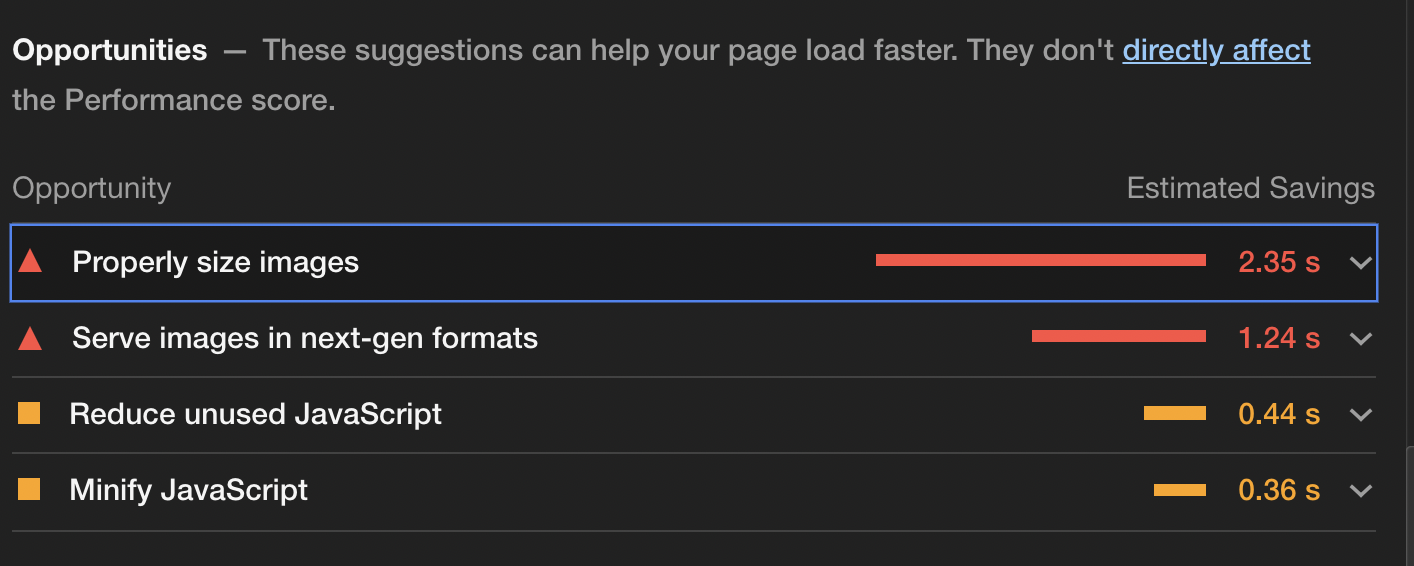 Opportunities — These suggestions can help your page load faster. They don't directly affect
the Performance score.
Opportunity Estimated Savings
Properly size images 2.35 s
Serve images in next-gen formats 1.24 s
Reduce unused JavaScript 0.44 s
Minify JavaScript 0.36 s